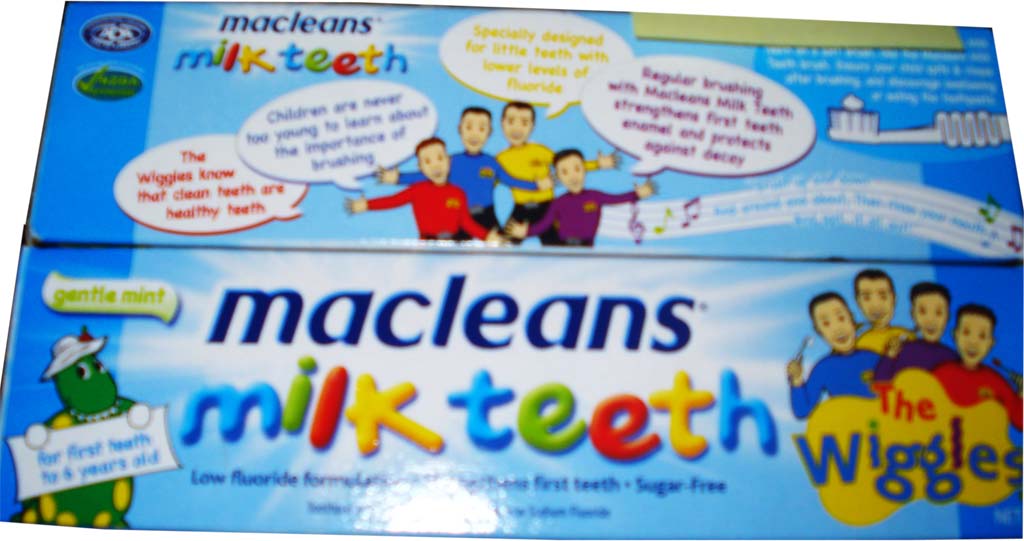 macleans
milk teeth
Specially designed
for little teeth with
lower levels of
fluoride
Regular brushing
with Macleans Milk Teeth
strengthens first teeth
enamel and protects
against decay
Children are never
too young to learn about
the importance of
brushing
The
Wiggles know
that clean teeth are
healthy teeth
gentle mint
macleans
milk teeth
for first teeth
to 6 years old
Low fluoride first teeth • Sugar-Free
The
Wiggles
NET